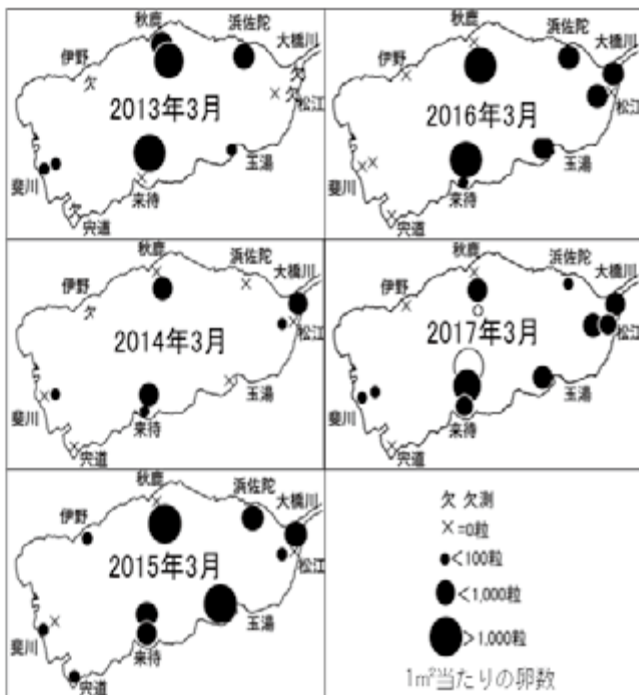 秋鹿
浜佐陀
大橋川
伊野
欠
欠
欠
松江
2013年3月
玉湯
斐川
来待
欠
宍道
秋鹿
浜佐陀
大橋川
伊野
松江
2016年3月
玉湯
斐川
来待
宍道
秋鹿
浜佐陀
大橋川
伊野
欠
松江
2014年3月
玉湯
斐川
来待
宍道
秋鹿
浜佐陀
大橋川
伊野
松江
2017年3月
玉湯
斐川
来待
宍道
秋鹿
浜佐陀
大橋川
伊野
松江
2015年3月
玉湯
斐川
来待
宍道
欠 欠測
×=0粒
<100粒
<1,000粒
>1,000粒
1㎡当たりの卵数